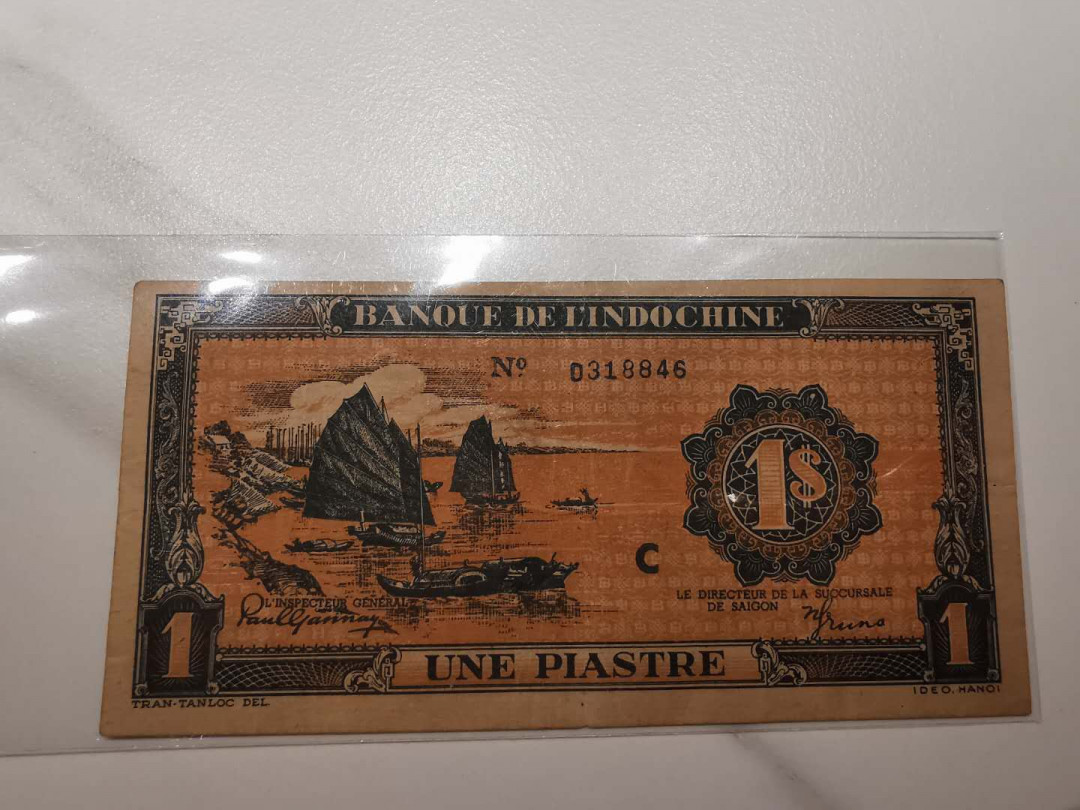 BANQUE DE L'INDOCHINE
Nº D318846
1$
C
L'INSPECTEUR GÉNÉRAL
LE DIRECTEUR DE LA SUCCURSALE
DE SAIGON
1
UNE PIASTRE
1
TRAN-TANLOC DEL.
IDEO. HANOI